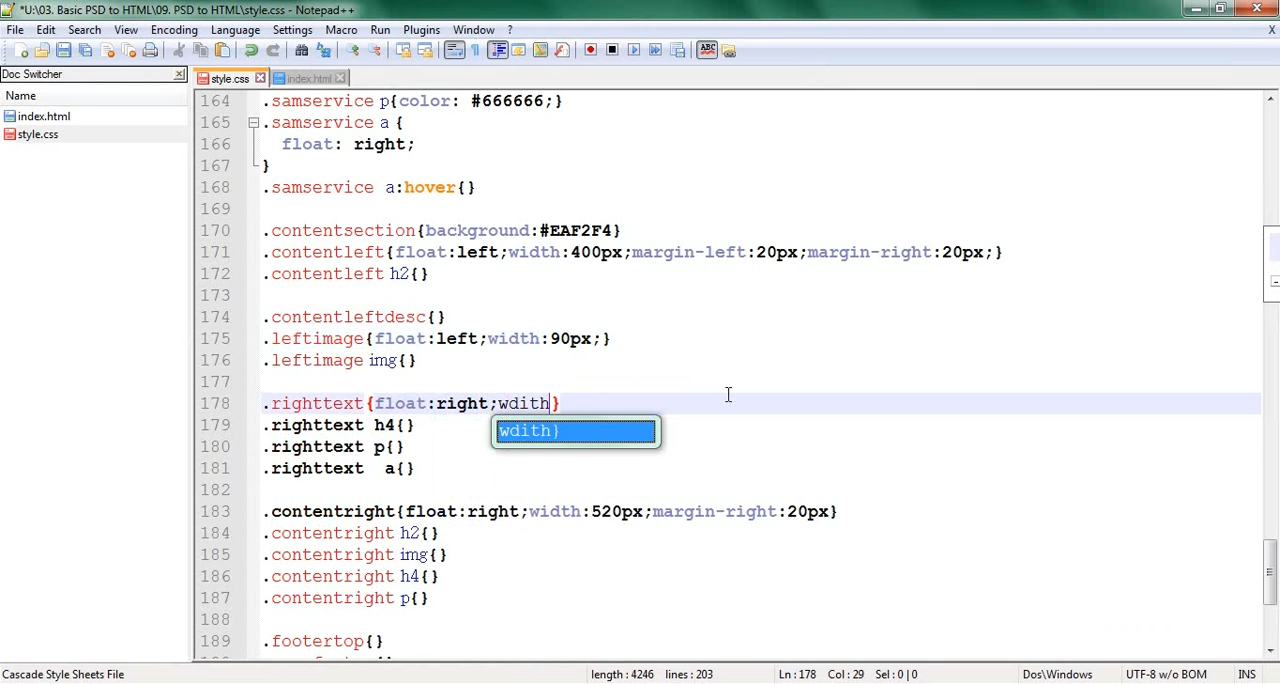 *U:\03. Basic PSD to HTML\09. PSD to HTML\style.css - Notepad++
File Edit Search View Encoding Language Settings Macro Run Plugins Window ? X
ABC
Doc Switcher
style.css index.html
Name
index.html
style.css
164 .samservice p{color: #666666;}
165 .samservice a {
166 float: right;
167 }
168 .samservice a:hover{}
169
170 .contentsection{background:#EAF2F4}
171 .contentleft{float:left;width:400px;margin-left:20px;margin-right:20px;}
172 .contentleft h2{}
173
174 .contentleftdesc{}
175 .leftimage{float:left;width:90px;}
176 .leftimage img{}
177
178 .righttext{float:right;wdith}
wdith}
179 .righttext h4{}
180 .righttext p{}
181 .righttext a{}
182
183 .contentright{float:right;width:520px;margin-right:20px}
184 .contentright h2{}
185 .contentright img{}
186 .contentright h4{}
187 .contentright p{}
188
189 .footertop{}
Cascade Style Sheets File length : 4246 lines : 203 Ln : 178 Col : 29 Sel : 0 | 0 Dos\Windows UTF-8 w/o BOM INS